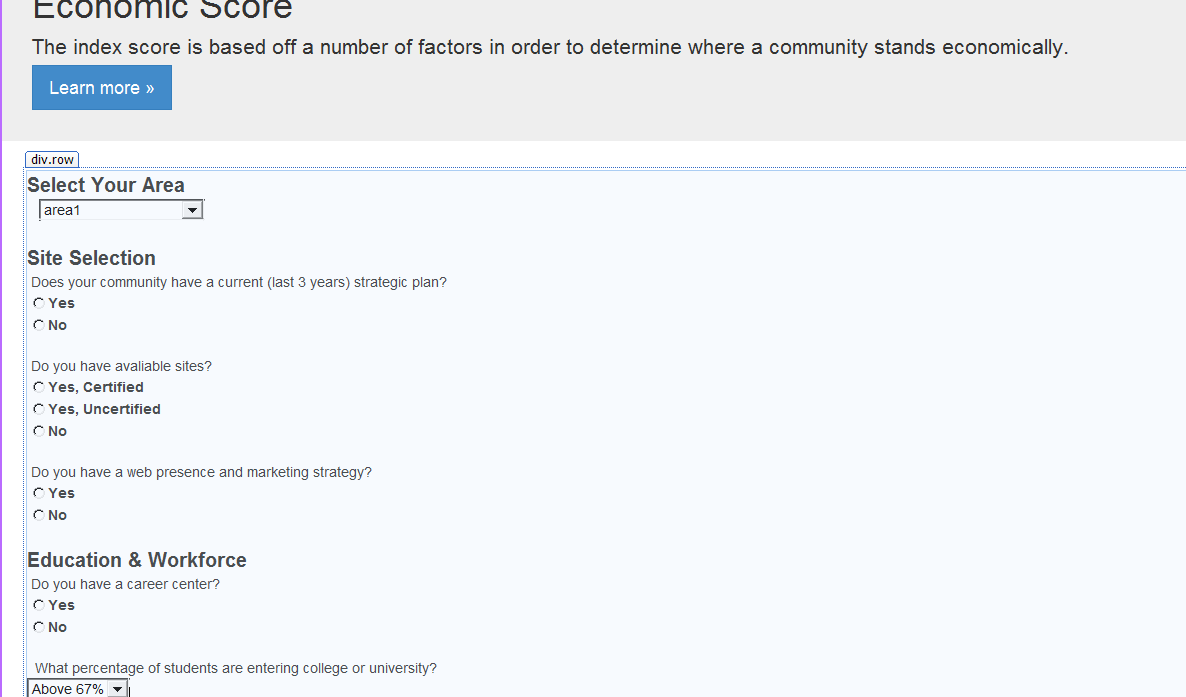 Economic Score
The index score is based off a number of factors in order to determine where a community stands economically.
Learn more »
div.row
Select Your Area
area1
Site Selection
Does your community have a current (last 3 years) strategic plan?
Yes
No
Do you have avaliable sites?
Yes, Certified
Yes, Uncertified
No
Do you have a web presence and marketing strategy?
Yes
No
Education & Workforce
Do you have a career center?
Yes
No
What percentage of students are entering college or university?
Above 67%